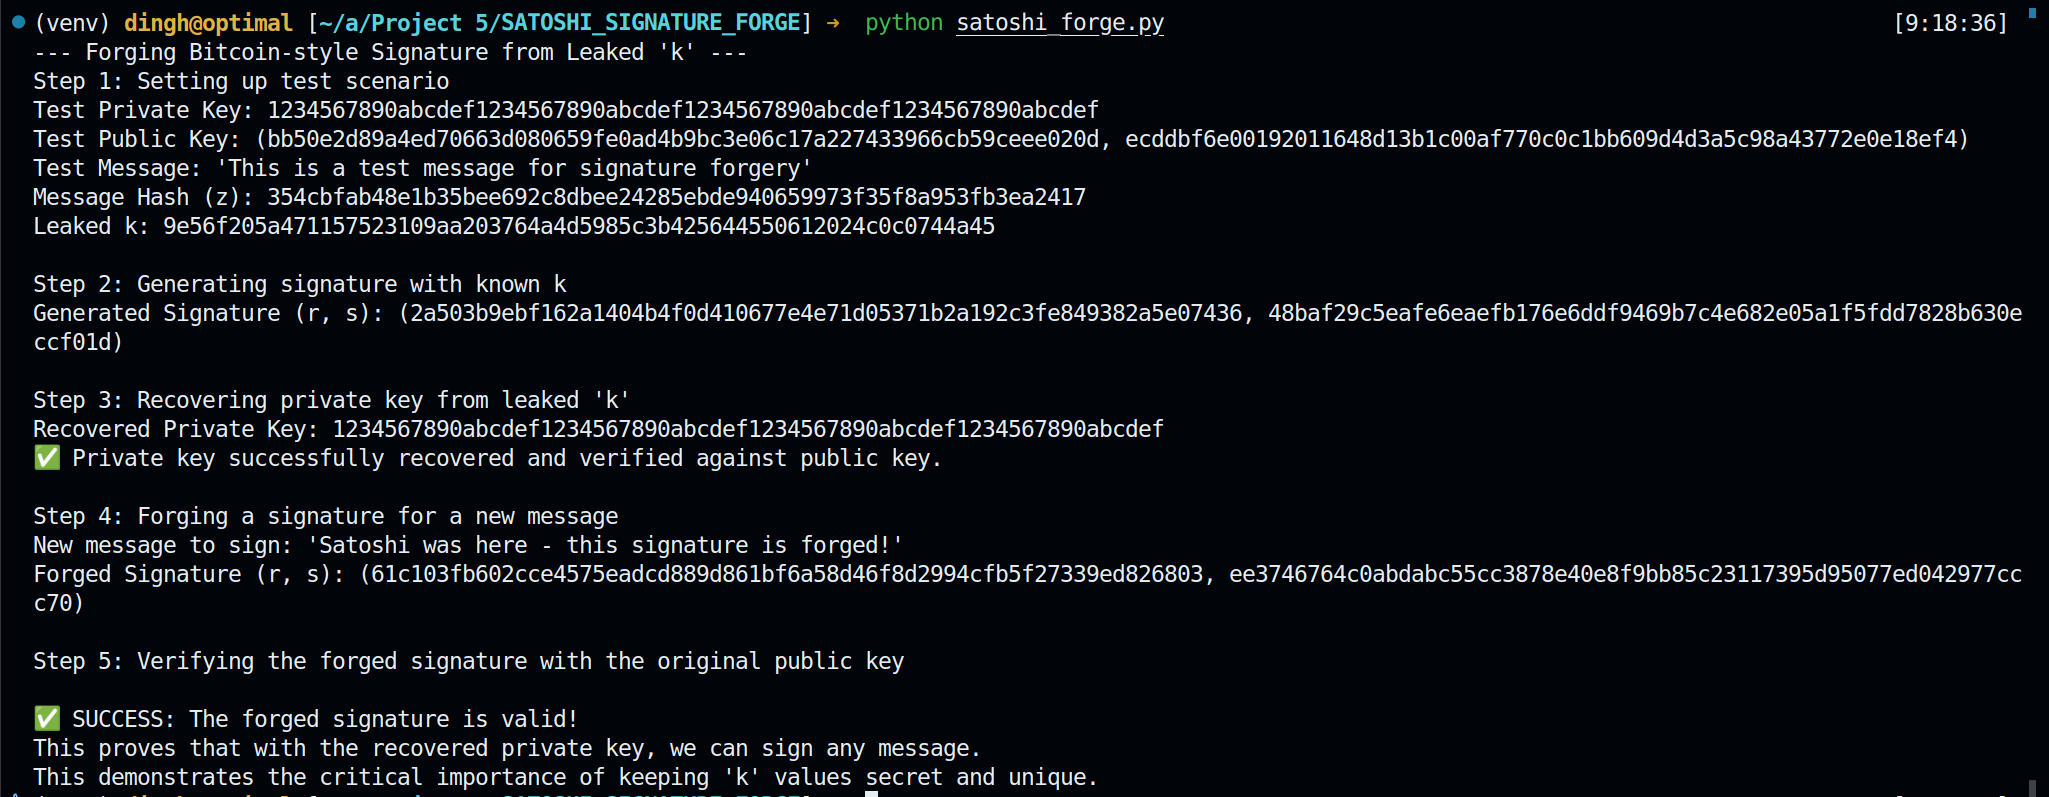 (venv) dingh@optimal [~/a/Project 5/SATOSHI_SIGNATURE_FORGE] → python satoshi_forge.py [9:18:36]
--- Forging Bitcoin-style Signature from Leaked 'k' ---
Step 1: Setting up test scenario
Test Private Key: 1234567890abcdef1234567890abcdef1234567890abcdef1234567890abcdef
Test Public Key: (bb50e2d89a4ed70663d080659fe0ad4b9bc3e06c17a227433966cb59ceee020d, ecddbf6e00192011648d13b1c00af770c0c1bb609d4d3a5c98a43772e0e18ef4)
Test Message: 'This is a test message for signature forgery'
Message Hash (z): 354cbfab48e1b35bee692c8dbee24285ebde940659973f35f8a953fb3ea2417
Leaked k: 9e56f205a471157523109aa203764a4d5985c3b425644550612024c0c0744a45
Step 2: Generating signature with known k
Generated Signature (r, s): (2a503b9ebf162a1404b4f0d410677e4e71d05371b2a192c3fe849382a5e07436, 48baf29c5eafe6eaefb176e6ddf9469b7c4e682e05a1f5fdd7828b630e
ccf01d)
Step 3: Recovering private key from leaked 'k'
Recovered Private Key: 1234567890abcdef1234567890abcdef1234567890abcdef1234567890abcdef
✅ Private key successfully recovered and verified against public key.
Step 4: Forging a signature for a new message
New message to sign: 'Satoshi was here - this signature is forged!'
Forged Signature (r, s): (61c103fb602cce4575eadcd889d861bf6a58d46f8d2994cfb5f27339ed826803, ee3746764c0abdabc55cc3878e40e8f9bb85c23117395d95077ed042977cc
c70)
Step 5: Verifying the forged signature with the original public key
✅ SUCCESS: The forged signature is valid!
This proves that with the recovered private key, we can sign any message.
This demonstrates the critical importance of keeping 'k' values secret and unique.